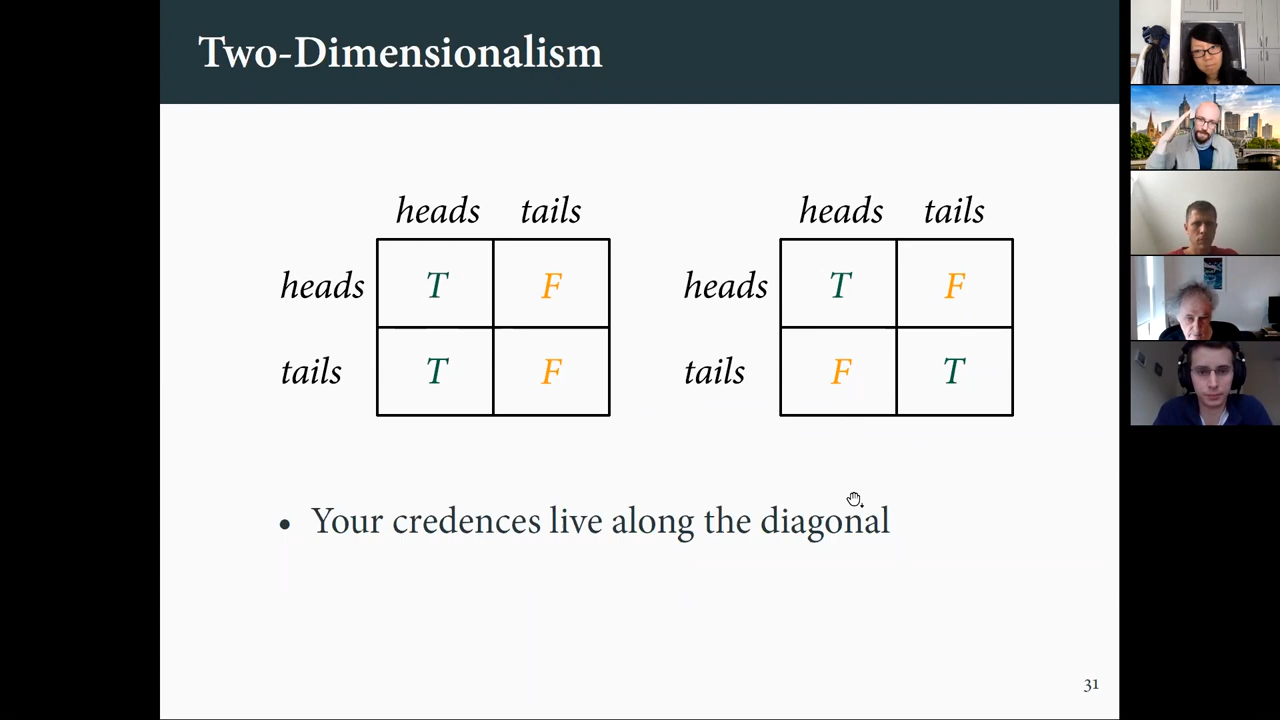 Two-Dimensionalism
heads tails
heads T F
tails T F
heads tails
heads T F
tails F T
• Your credences live along the diagonal
31